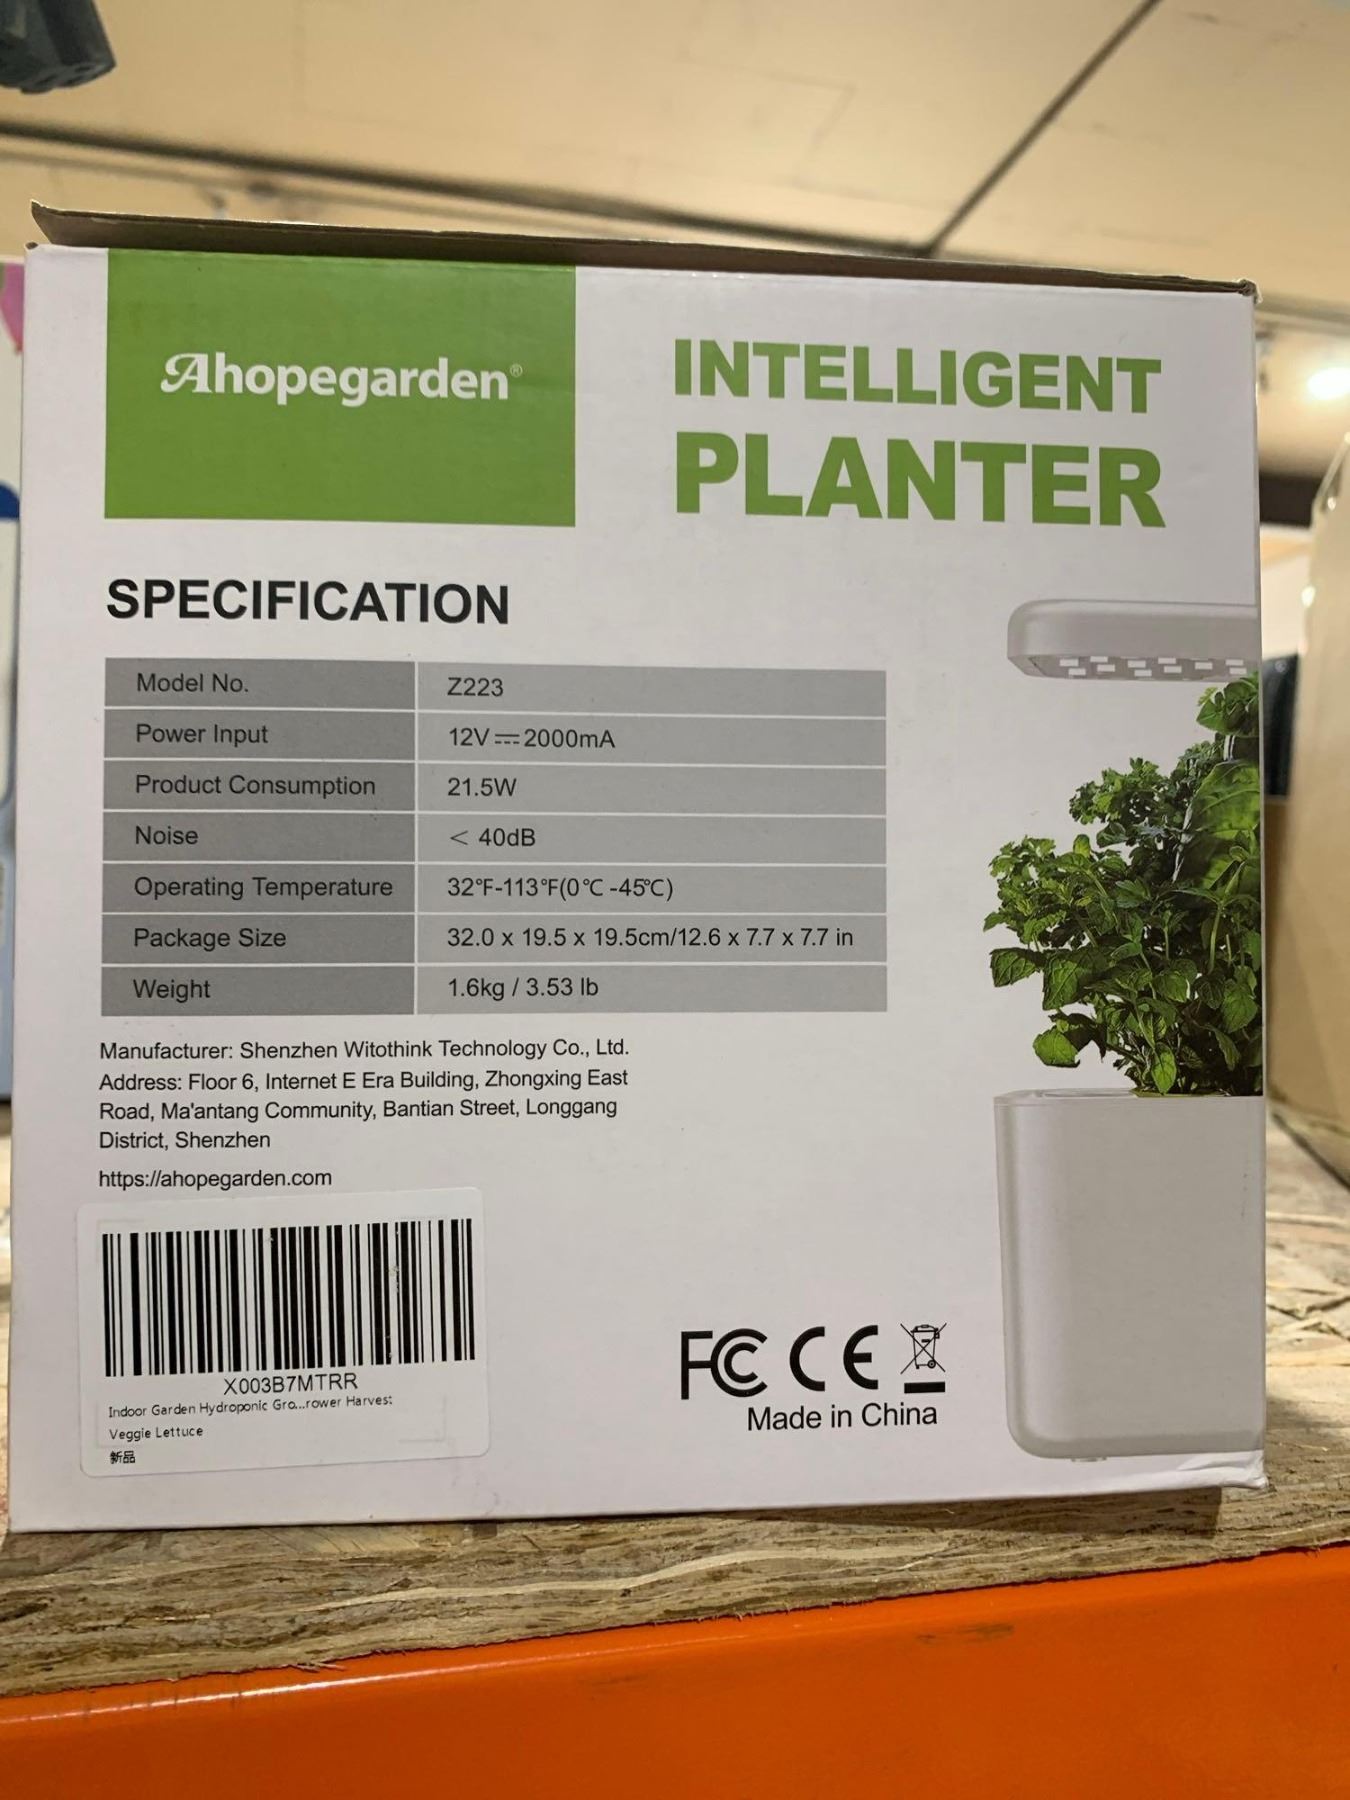 Ahopegarden®
INTELLIGENT
PLANTER
SPECIFICATION
Model No. Z223
Power Input 12V⎓2000mA
Product Consumption 21.5W
Noise < 40dB
Operating Temperature 32°F-113°F(0°C -45°C)
Package Size 32.0 x 19.5 x 19.5cm/12.6 x 7.7 x 7.7 in
Weight 1.6kg / 3.53 lb
Manufacturer: Shenzhen Witothink Technology Co., Ltd.
Address: Floor 6, Internet E Era Building, Zhongxing East
Road, Ma'antang Community, Bantian Street, Longgang
District, Shenzhen
https://ahopegarden.com
X003B7MTRR
Indoor Garden Hydroponic Gro...rower Harvest
Veggie Lettuce
新品
FC CE
Made in China